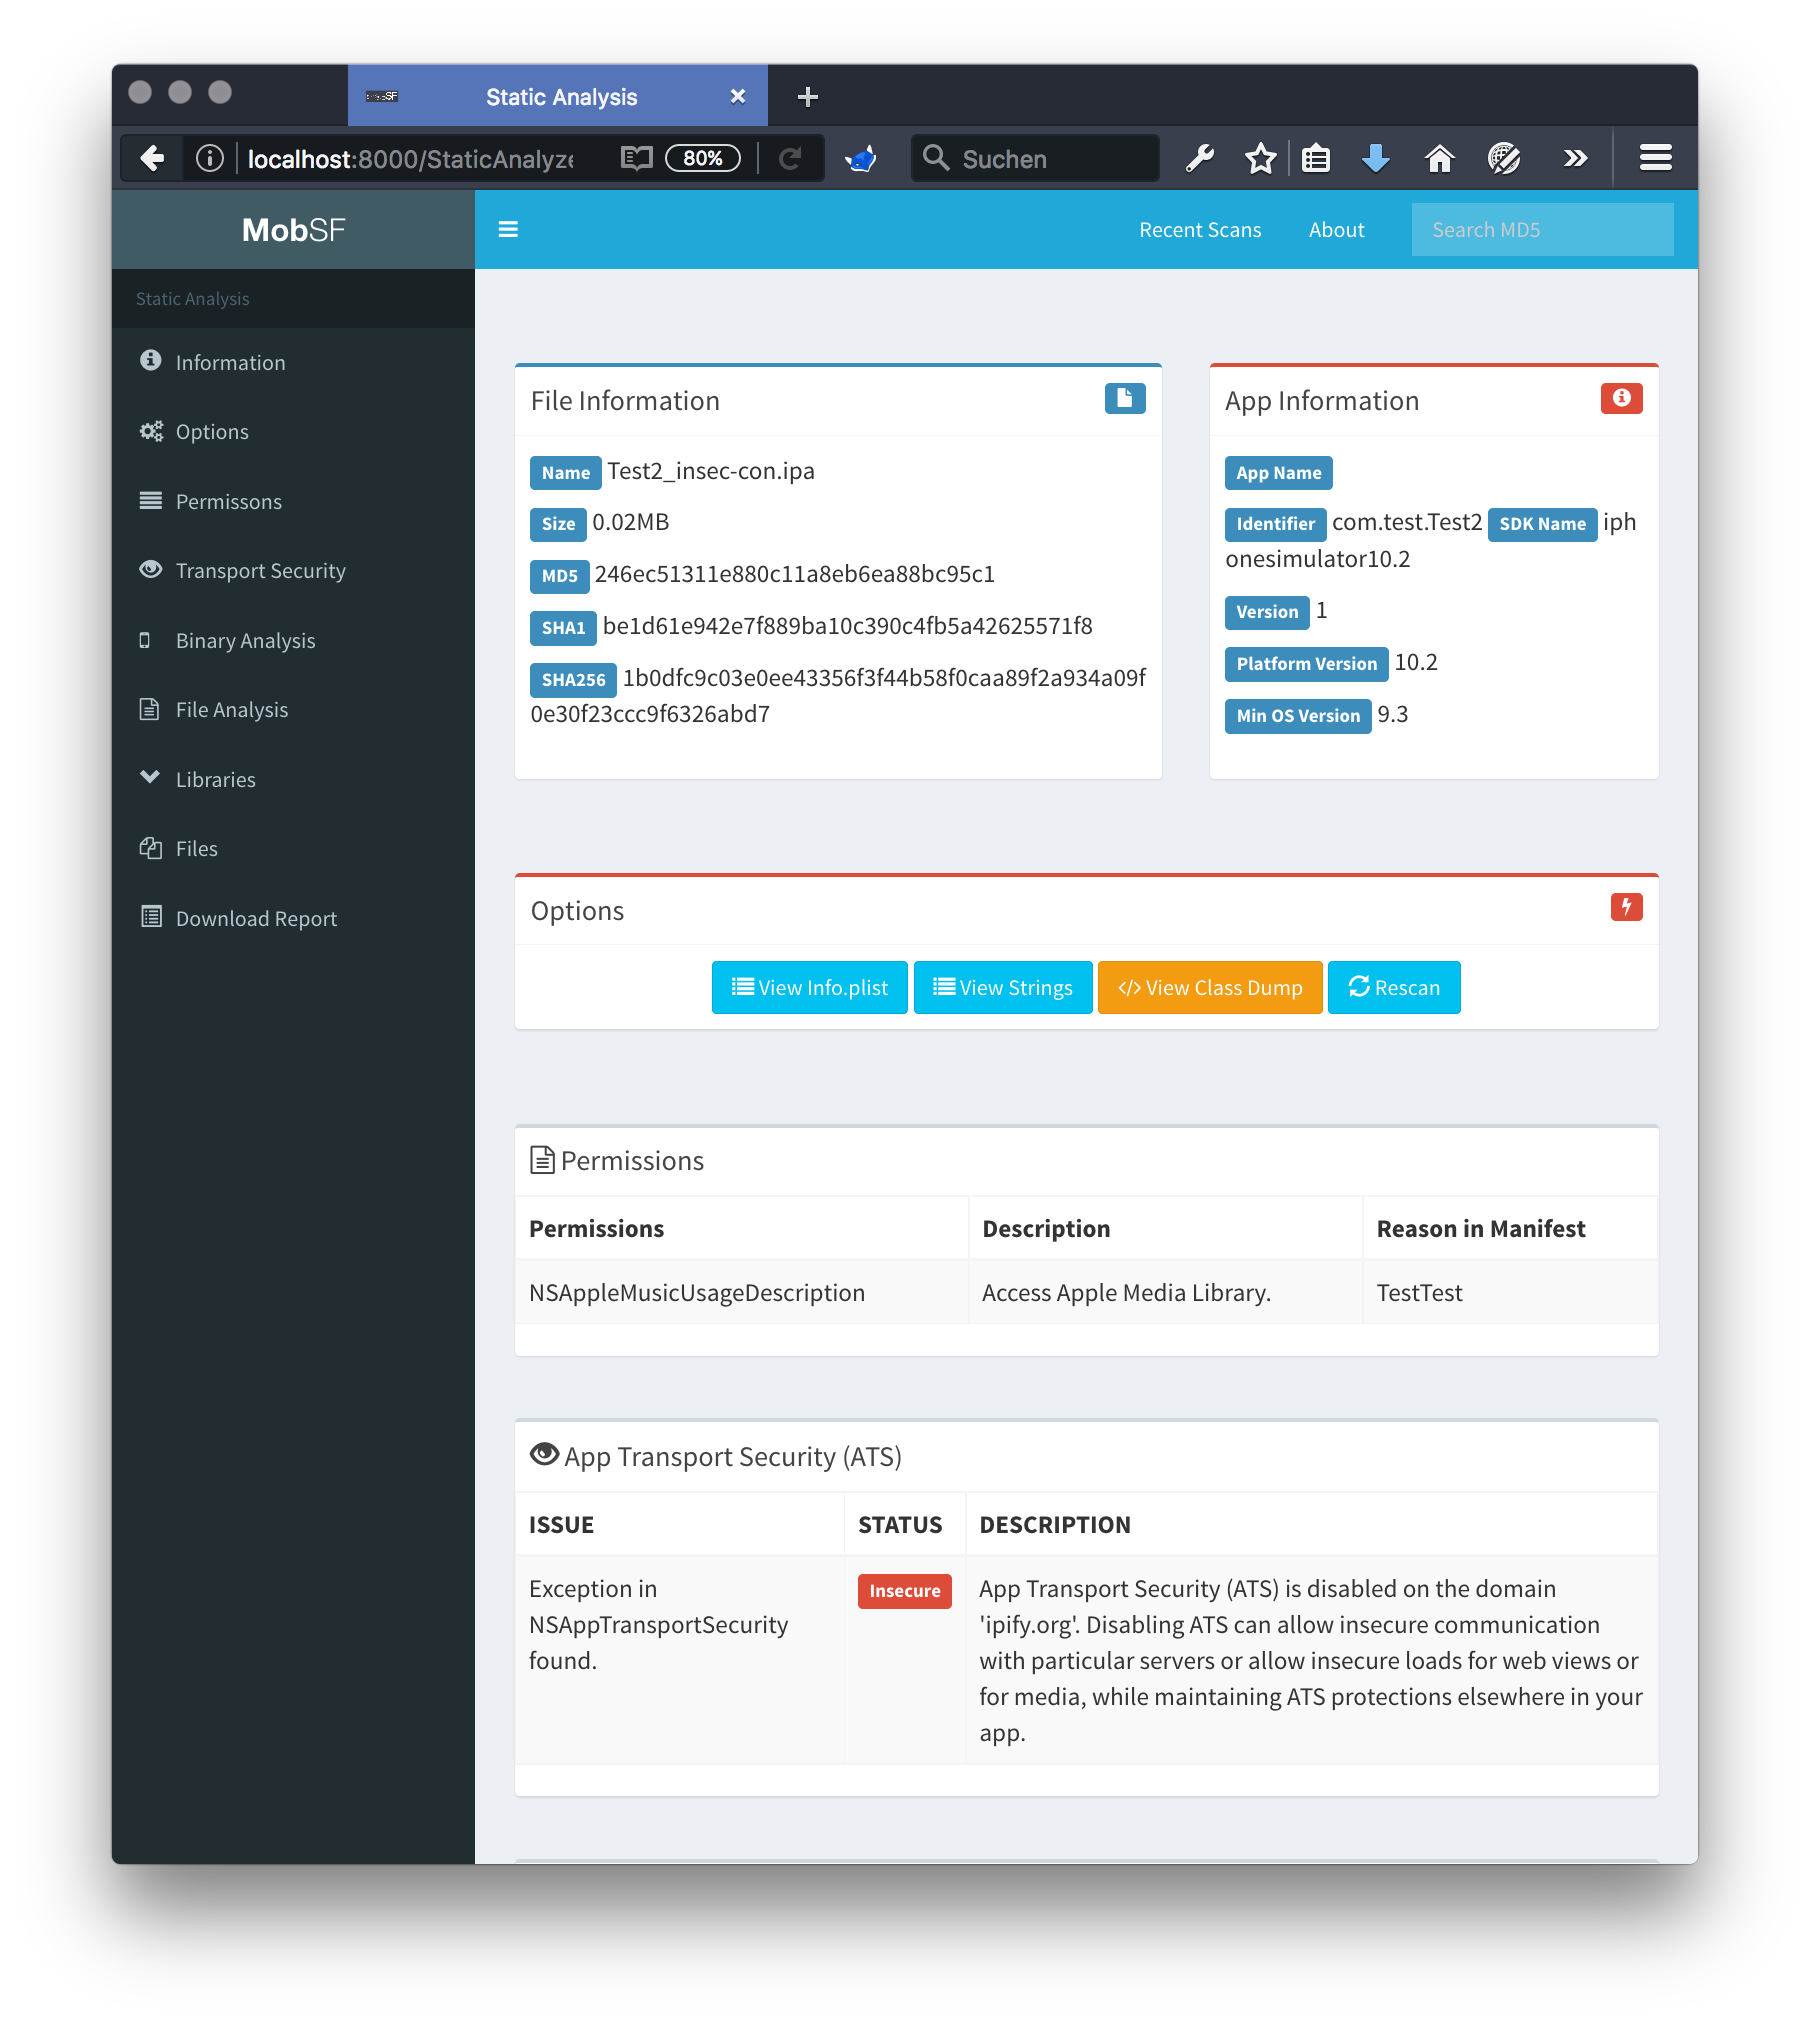 Static Analysis
localhost:8000/StaticAnalyze
80%
Suchen
MobSF
Recent Scans
About
Search MD5
Static Analysis
Information
Options
Permissons
Transport Security
Binary Analysis
File Analysis
Libraries
Files
Download Report
File Information
Name Test2_insec-con.ipa
Size 0.02MB
MD5 246ec51311e880c11a8eb6ea88bc95c1
SHA1 be1d61e942e7f889ba10c390c4fb5a42625571f8
SHA256 1b0dfc9c03e0ee43356f3f44b58f0caa89f2a934a09f
0e30f23ccc9f6326abd7
App Information
App Name
Identifier com.test.Test2 SDK Name iph
onesimulator10.2
Version 1
Platform Version 10.2
Min OS Version 9.3
Options
View Info.plist
View Strings
</> View Class Dump
Rescan
Permissions
Permissions Description Reason in Manifest
NSAppleMusicUsageDescription Access Apple Media Library. TestTest
App Transport Security (ATS)
ISSUE STATUS DESCRIPTION
Exception in
NSAppTransportSecurity
found.
Insecure
App Transport Security (ATS) is disabled on the domain
'ipify.org'. Disabling ATS can allow insecure communication
with particular servers or allow insecure loads for web views or
for media, while maintaining ATS protections elsewhere in your
app.